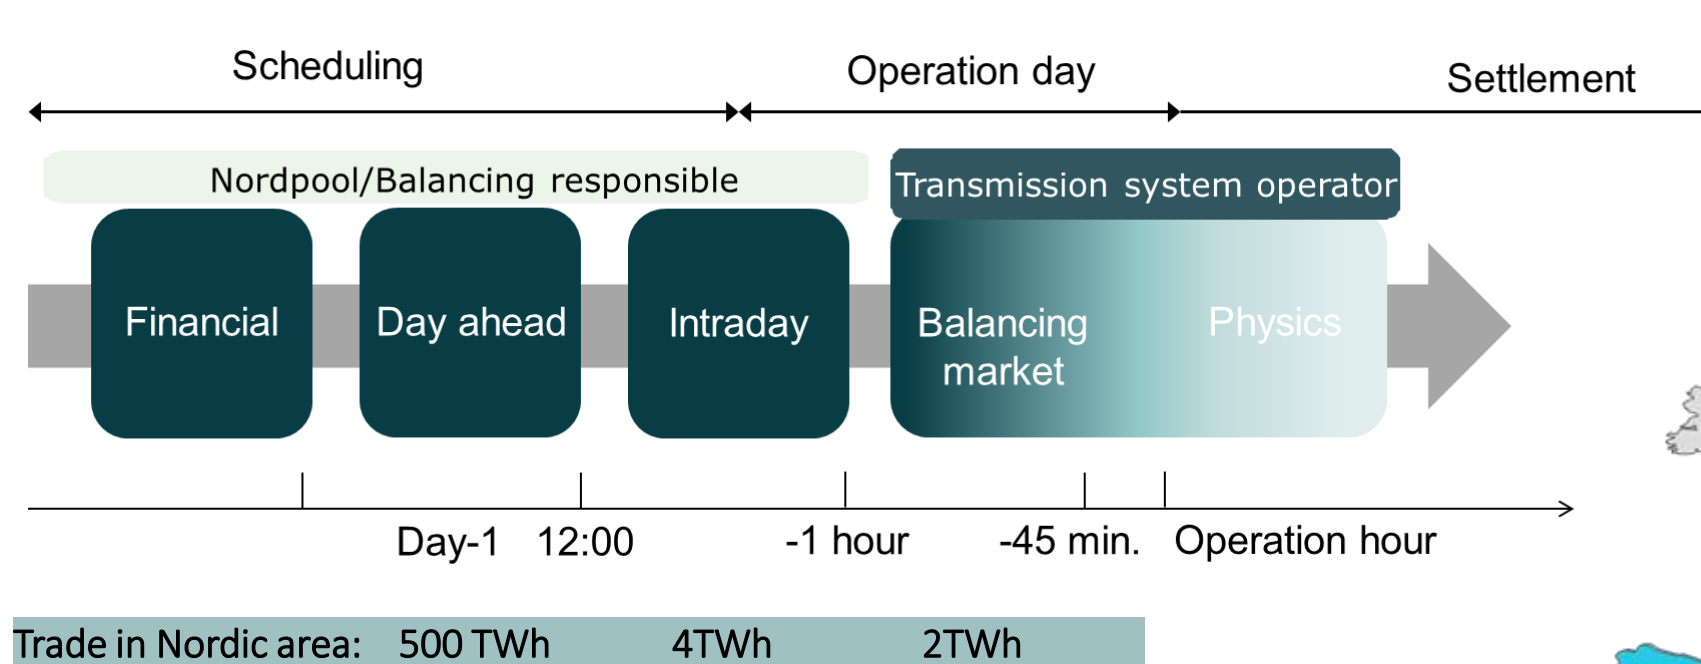 Scheduling
Operation day
Settlement
Nordpool/Balancing responsible
Transmission system operator
Financial
Day ahead
Intraday
Balancing
market
Physics
Day-1
12:00
-1 hour
-45 min.
Operation hour
Trade in Nordic area: 500 TWh 4TWh 2TWh